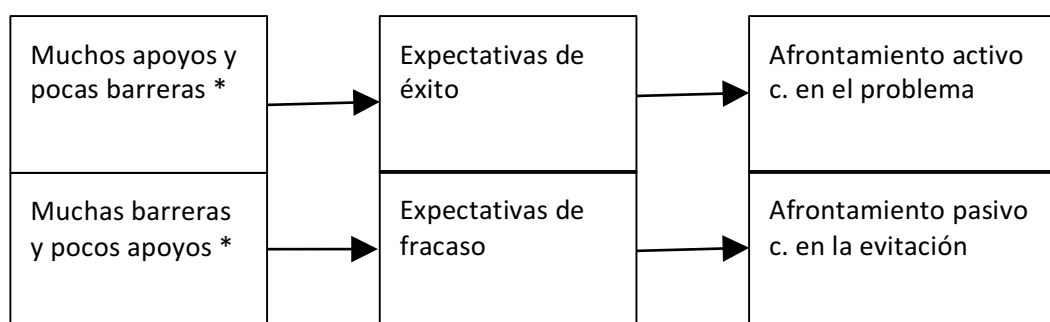 Muchos apoyos y
pocas barreras *
Expectativas de
éxito
Afrontamiento activo
c. en el problema
Muchas barreras
y pocos apoyos *
Expectativas de
fracaso
Afrontamiento pasivo
c. en la evitación